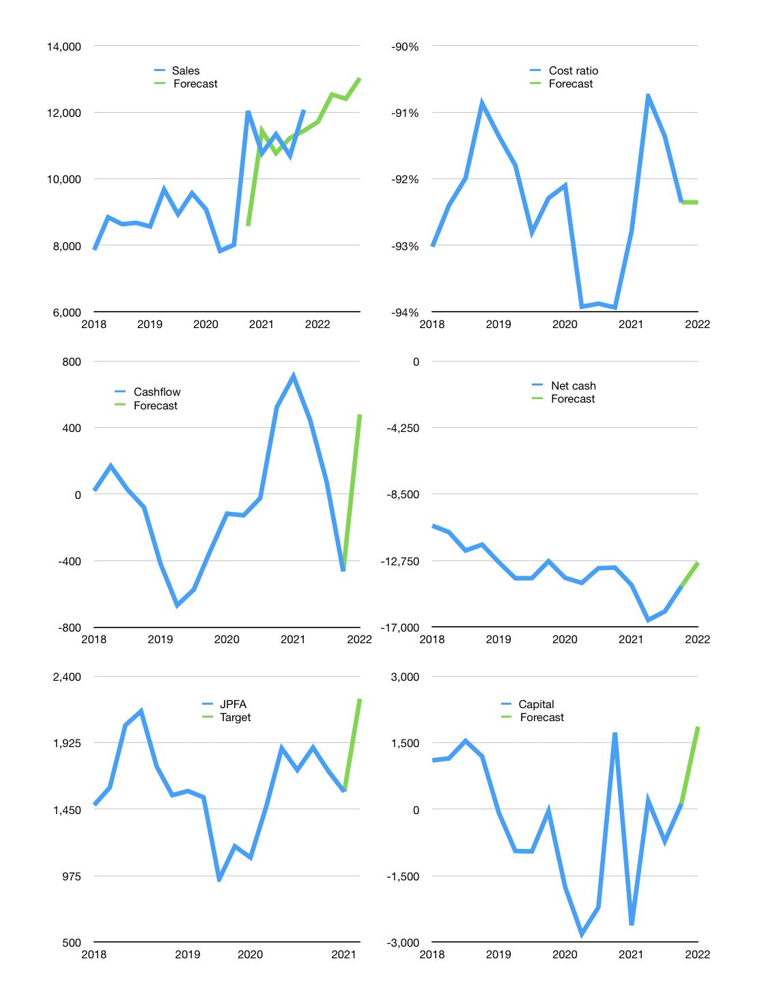 14,000
12,000
10,000
8,000
6,000
Sales
Forecast
2018 2019 2020 2021 2022
-90%
-91%
-92%
-93%
-94%
Cost ratio
Forecast
2018 2019 2020 2021 2022
800
400
0
-400
-800
Cashflow
Forecast
2018 2019 2020 2021 2022
0
-4,250
-8,500
-12,750
-17,000
Net cash
Forecast
2018 2019 2020 2021 2022
2,400
1,925
1,450
975
500
JPFA
Target
2018 2019 2020 2021
3,000
1,500
0
-1,500
-3,000
Capital
Forecast
2018 2019 2020 2021 2022